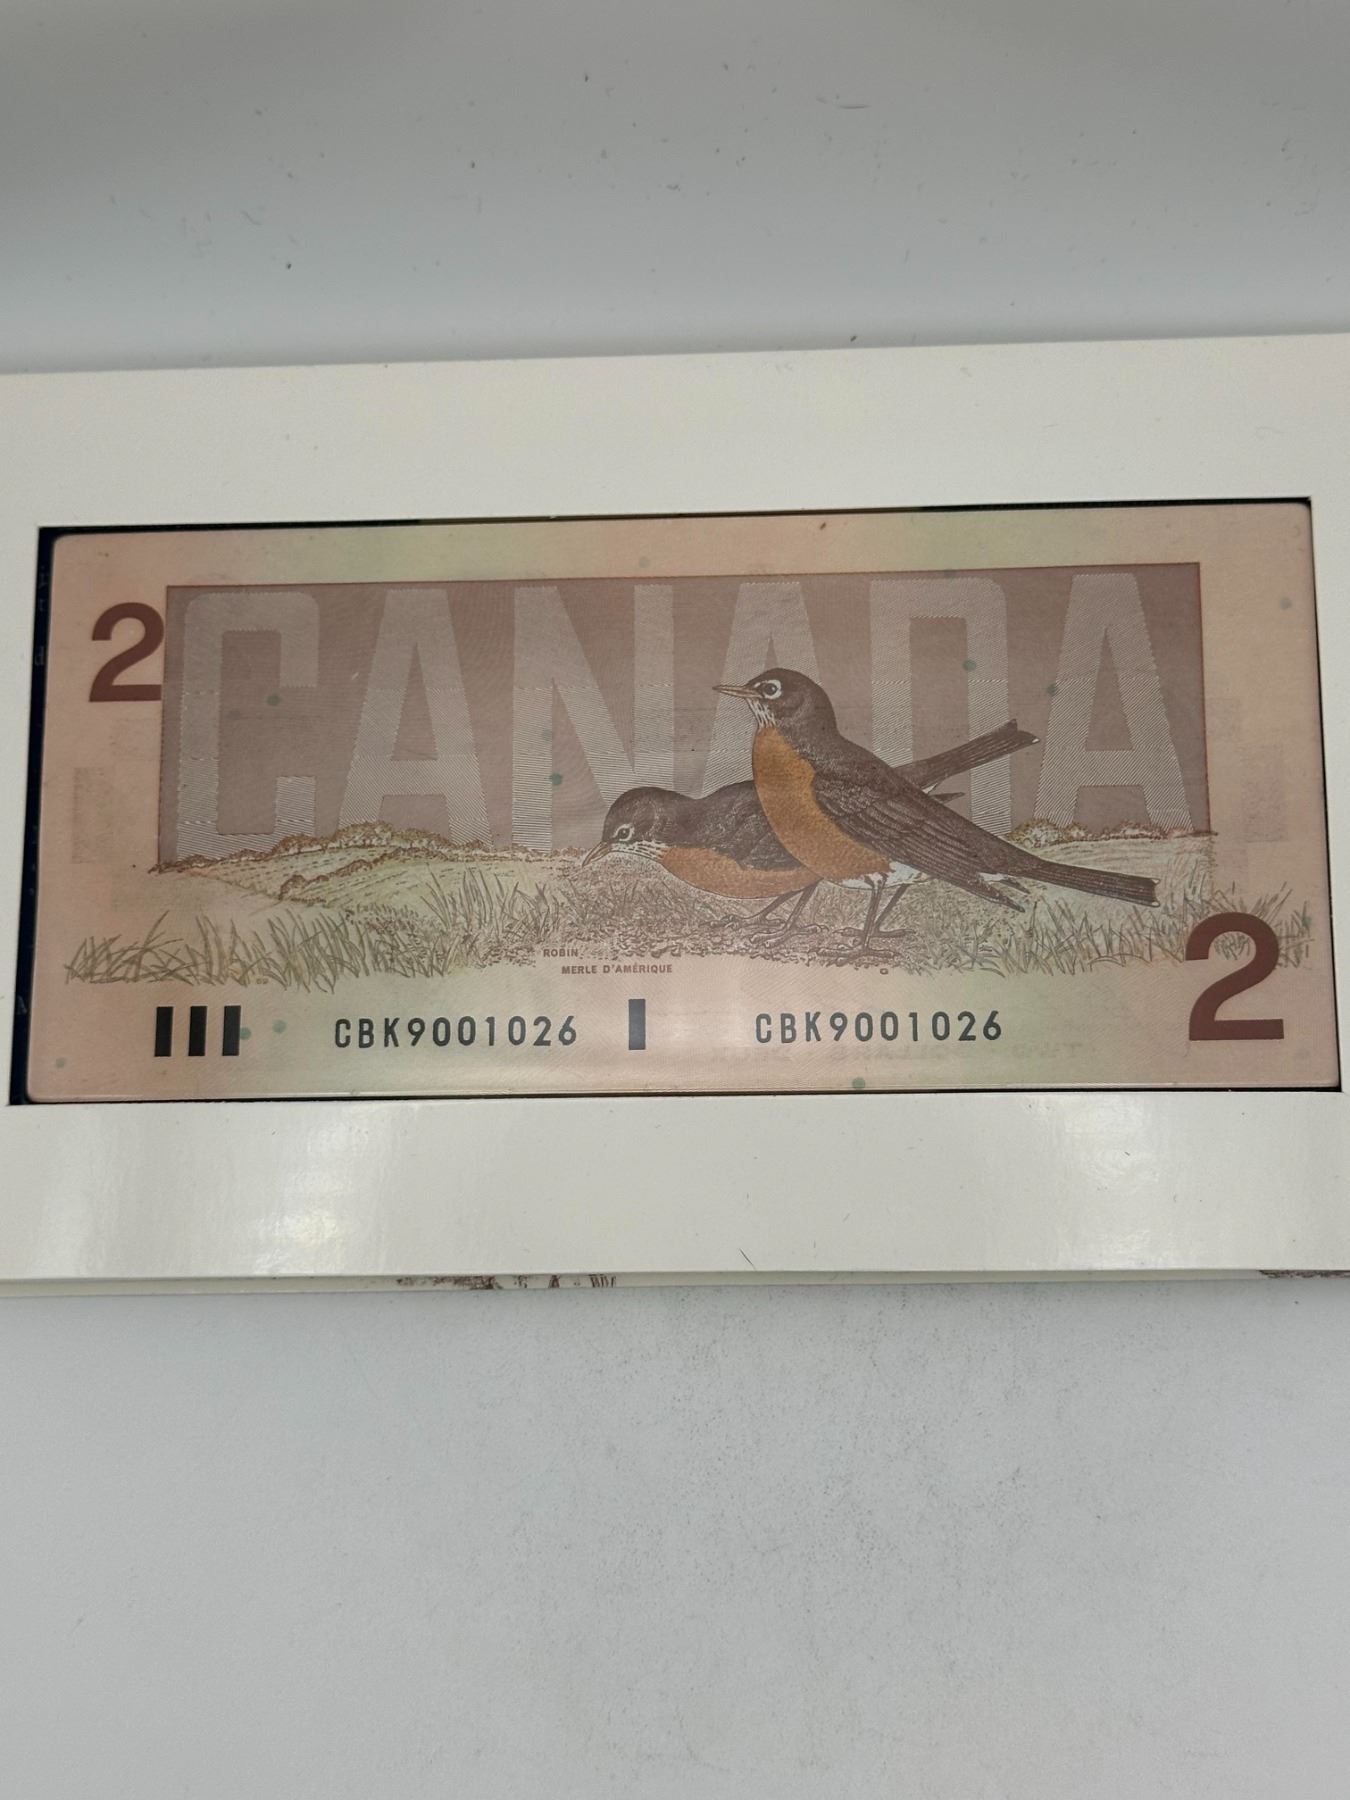 CANADA
2
ROBIN
MERLE D'AMÉRIQUE
CBK9001026 CBK9001026
2